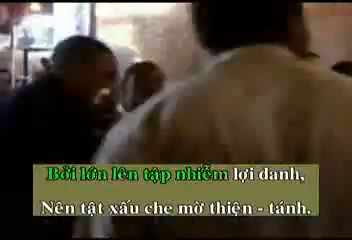 Bởi lớn lên tập nhiễm lợi danh,
Nên tật xấu che mờ thiện - tánh.